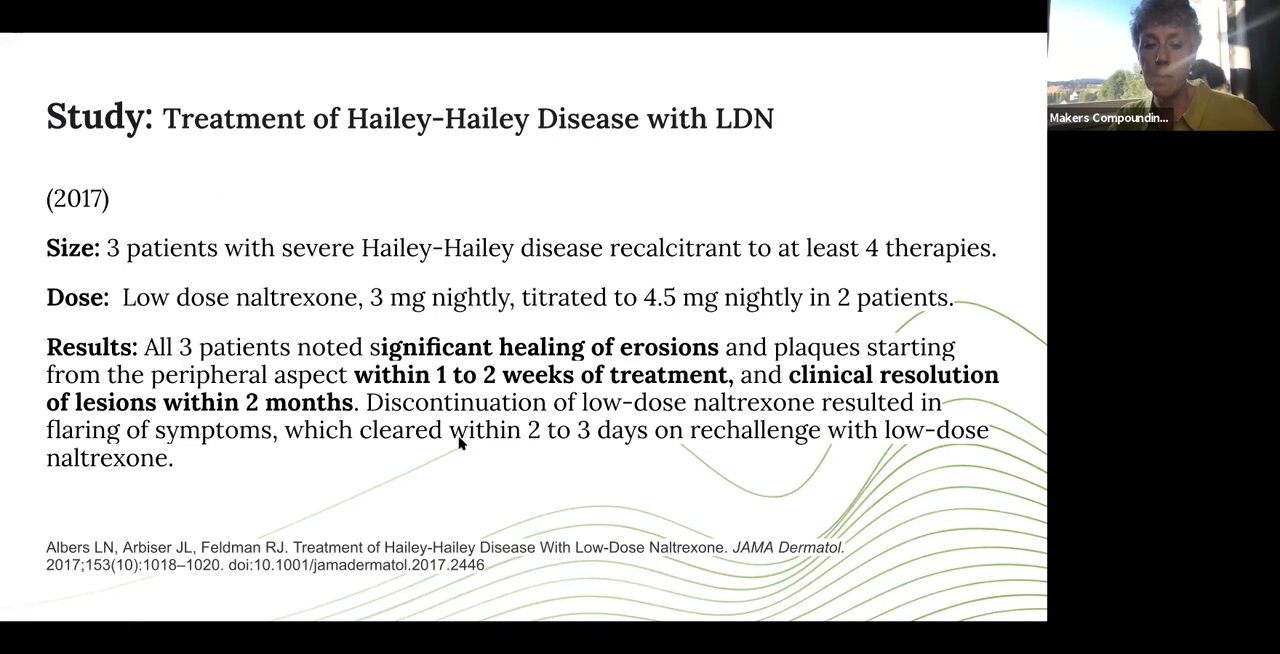 Study: Treatment of Hailey-Hailey Disease with LDN
(2017)
Size: 3 patients with severe Hailey-Hailey disease recalcitrant to at least 4 therapies.
Dose: Low dose naltrexone, 3 mg nightly, titrated to 4.5 mg nightly in 2 patients.
Results: All 3 patients noted significant healing of erosions and plaques starting
from the peripheral aspect within 1 to 2 weeks of treatment, and clinical resolution
of lesions within 2 months. Discontinuation of low-dose naltrexone resulted in
flaring of symptoms, which cleared within 2 to 3 days on rechallenge with low-dose
naltrexone.
Albers LN, Arbiser JL, Feldman RJ. Treatment of Hailey-Hailey Disease With Low-Dose Naltrexone. JAMA Dermatol.
2017;153(10):1018–1020. doi:10.1001/jamadermatol.2017.2446
Makers Compoundin...